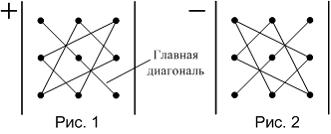 +
−
Главная
диагональ
Рис. 1
Рис. 2